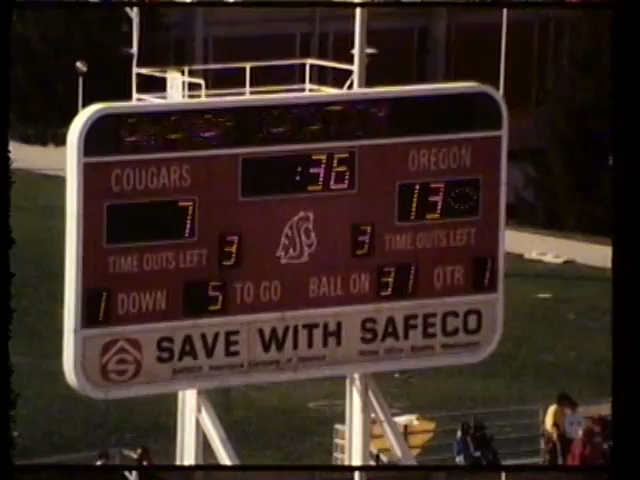 :36
COUGARS
OREGON
7
13
TIME OUTS LEFT 3
3 TIME OUTS LEFT
1 DOWN 5 TO GO BALL ON 31 QTR 1
SAVE WITH SAFECO